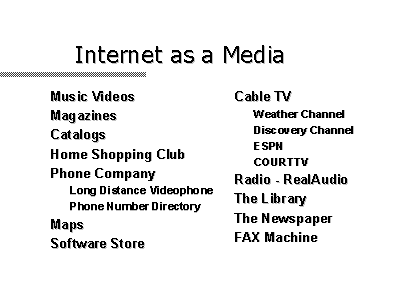 Internet as a Media
Music Videos
Magazines
Catalogs
Home Shopping Club
Phone Company
Long Distance Videophone
Phone Number Directory
Maps
Software Store
Cable TV
Weather Channel
Discovery Channel
ESPN
COURTTV
Radio - RealAudio
The Library
The Newspaper
FAX Machine